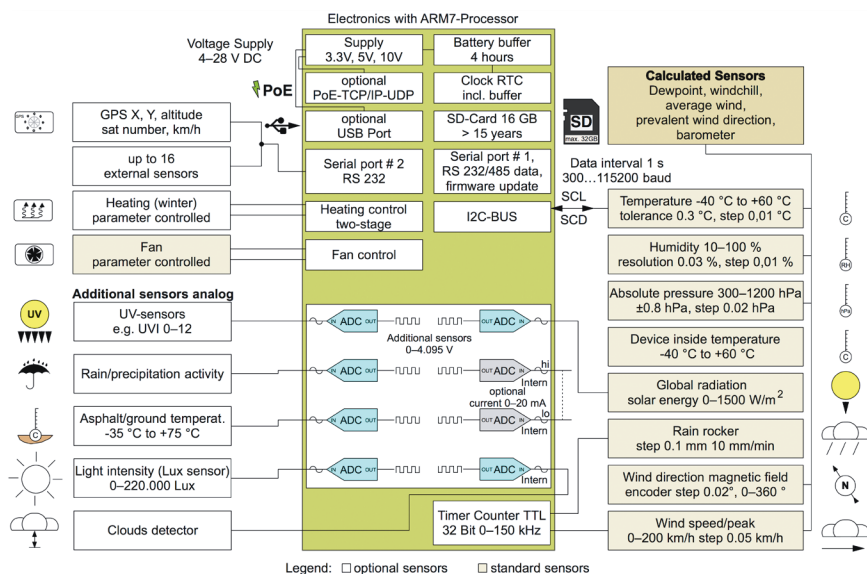 Electronics with ARM7-Processor
Voltage Supply
4–28 V DC
Supply
3.3V, 5V, 10V
Battery buffer
4 hours
PoE
optional
PoE-TCP/IP-UDP
Clock RTC
incl. buffer
Calculated Sensors
Dewpoint, windchill,
average wind,
prevalent wind direction,
barometer
GPS
GPS X, Y, altitude
sat number, km/h
optional
USB Port
SD-Card 16 GB
> 15 years
SD
max. 32GB
up to 16
external sensors
Serial port # 2
RS 232
Serial port # 1,
RS 232/485 data,
firmware update
Data interval 1 s
300...115200 baud
Heating (winter)
parameter controlled
Heating control
two-stage
I2C-BUS
SCL
SCD
Temperature -40 °C to +60 °C
tolerance 0.3 °C, step 0,01 °C
C
Fan
parameter controlled
Fan control
Humidity 10–100 %
resolution 0.03 %, step 0,01 %
RH
Additional sensors analog
Absolute pressure 300–1200 hPa
±0.8 hPa, step 0.02 hPa
hPa
UV
UV-sensors
e.g. UVI 0–12
IN ADC OUT
OUT ADC IN
Additional sensors
0–4.095 V
Device inside temperature
-40 °C to +60 °C
C
Rain/precipitation activity
IN ADC OUT
OUT ADC IN
hi
Intern
optional
current 0–20 mA
Global radiation
solar energy 0–1500 W/m²
C
Asphalt/ground temperat.
-35 °C to +75 °C
IN ADC OUT
OUT ADC IN
lo
Intern
Rain rocker
step 0.1 mm 10 mm/min
Light intensity (Lux sensor)
0–220.000 Lux
IN ADC OUT
OUT ADC IN
Intern
Wind direction magnetic field
encoder step 0.02°, 0–360 °
N
Clouds detector
Timer Counter TTL
32 Bit 0–150 kHz
Wind speed/peak
0–200 km/h step 0.05 km/h
Legend: optional sensors standard sensors